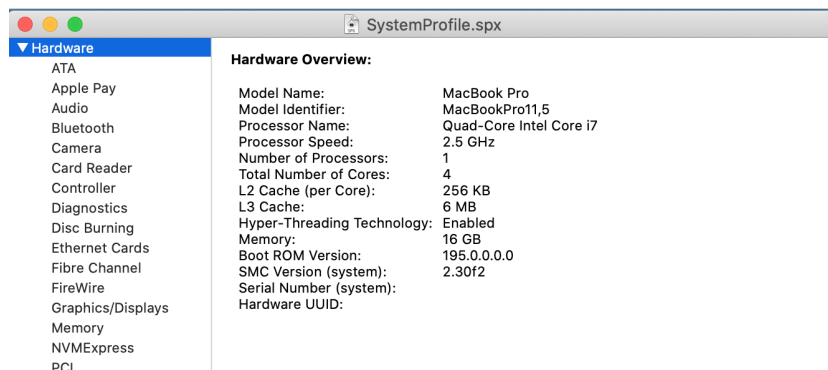 SystemProfile.spx
Hardware
ATA
Apple Pay
Audio
Bluetooth
Camera
Card Reader
Controller
Diagnostics
Disc Burning
Ethernet Cards
Fibre Channel
FireWire
Graphics/Displays
Memory
NVMExpress
PCI
Hardware Overview:
Model Name: MacBook Pro
Model Identifier: MacBookPro11,5
Processor Name: Quad-Core Intel Core i7
Processor Speed: 2.5 GHz
Number of Processors: 1
Total Number of Cores: 4
L2 Cache (per Core): 256 KB
L3 Cache: 6 MB
Hyper-Threading Technology: Enabled
Memory: 16 GB
Boot ROM Version: 195.0.0.0.0
SMC Version (system): 2.30f2
Serial Number (system):
Hardware UUID: